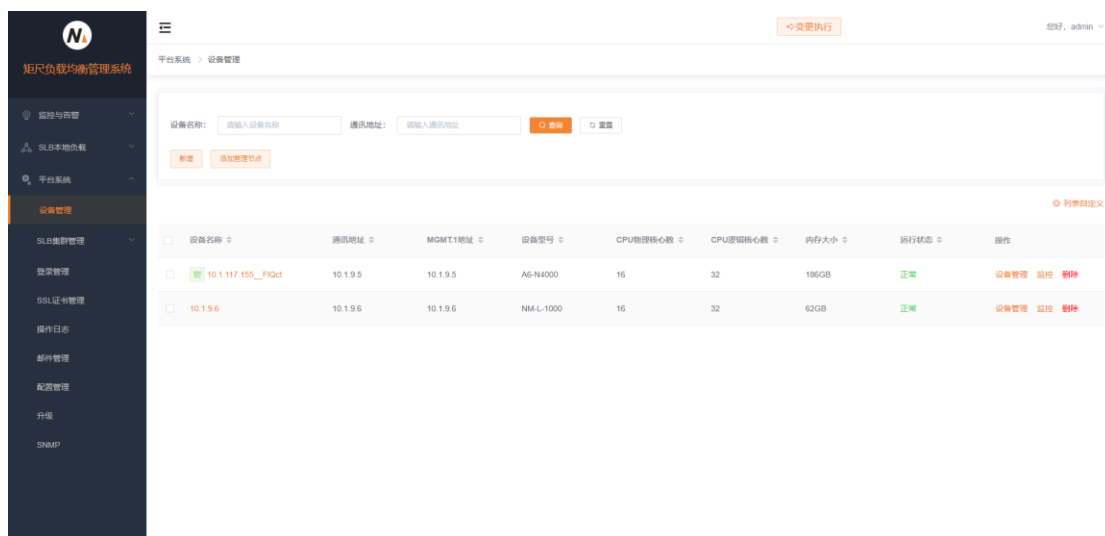 矩尺负载均衡管理系统
监控与告警
SLB本地负载
平台系统
设备管理
SLB集群管理
登录管理
SSL证书管理
操作日志
邮件管理
配置管理
升级
SNMP
变更执行
您好，admin
平台系统 > 设备管理
设备名称： 请输入设备名称 通讯地址： 请输入通讯地址 查询 重置
新增 添加管理节点
列表自定义
设备名称 通讯地址 MGMT.1地址 设备型号 CPU物理核心数 CPU逻辑核心数 内存大小 运行状态 操作
管 10.1.117.155__FIQct 10.1.9.5 10.1.9.5 A6-N4000 16 32 186GB 正常 设备管理 监控 删除
10.1.9.6 10.1.9.6 10.1.9.6 NM-L-1000 16 32 62GB 正常 设备管理 监控 删除